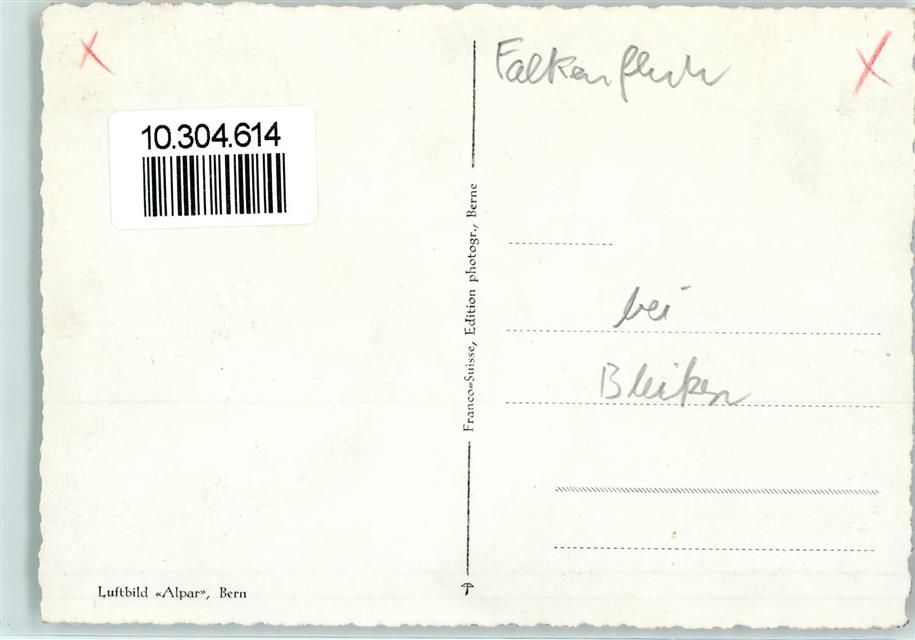 Falkenfluh
10.304.614
Franco=Suisse, Edition photogr., Berne
bei
Bleiken
Luftbild «Alpar», Bern